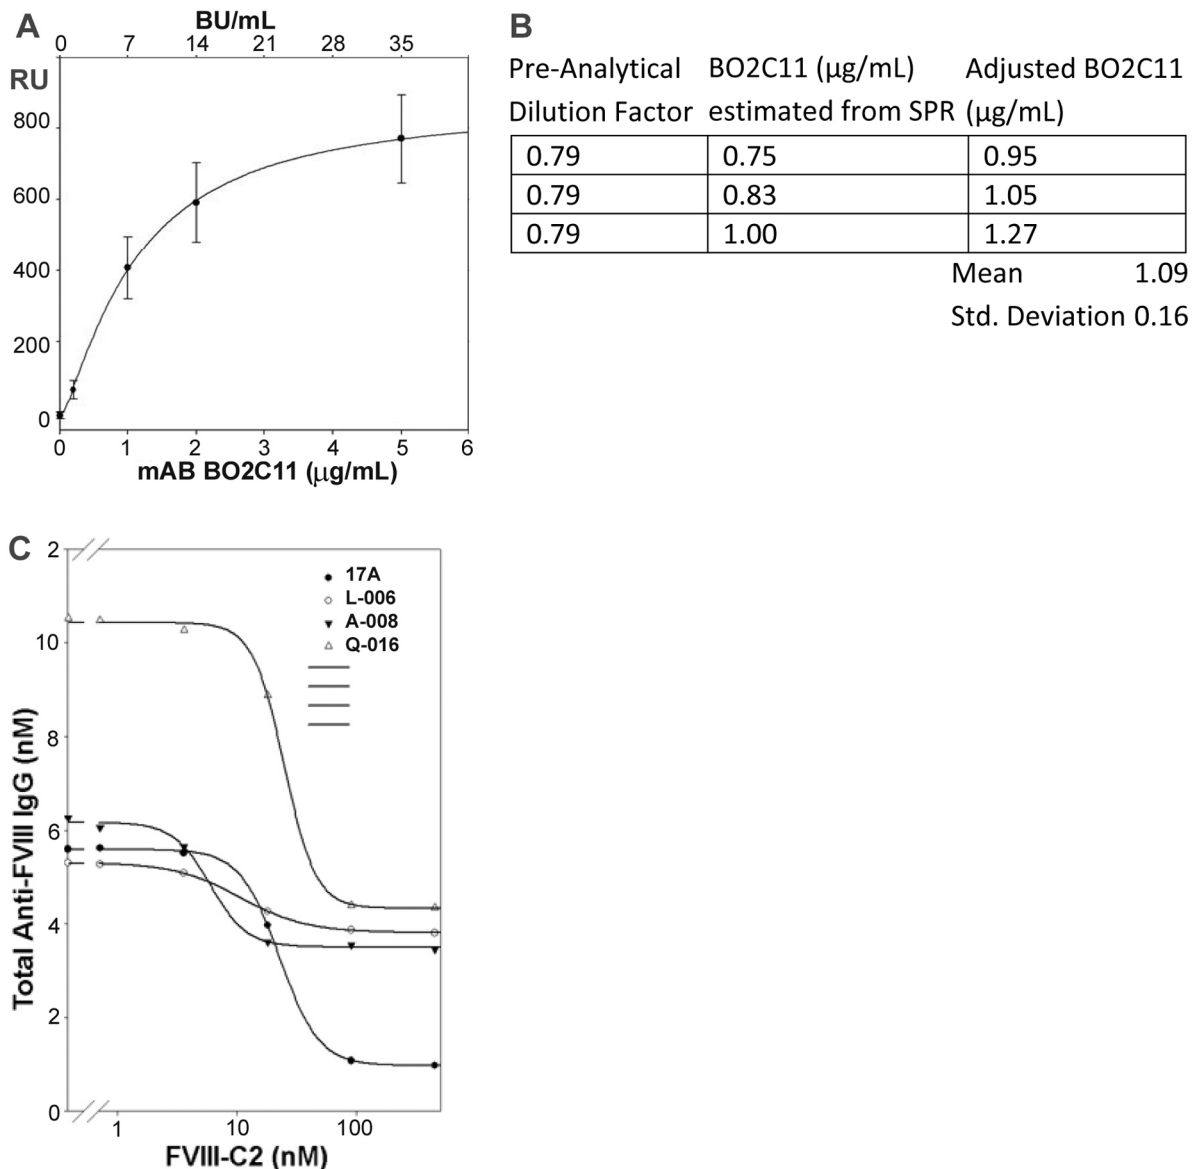 A
BU/mL
0 7 14 21 28 35
RU
800
600
400
200
0
0 1 2 3 4 5 6
mAB BO2C11 (μg/mL)
B
Pre-Analytical BO2C11 (μg/mL) Adjusted BO2C11
Dilution Factor estimated from SPR (μg/mL)
0.79 0.75 0.95
0.79 0.83 1.05
0.79 1.00 1.27
Mean 1.09
Std. Deviation 0.16
C
2
10
8
6
4
2
0
17A
L-006
A-008
Q-016
Total Anti-FVIII IgG (nM)
1 10 100
FVIII-C2 (nM)